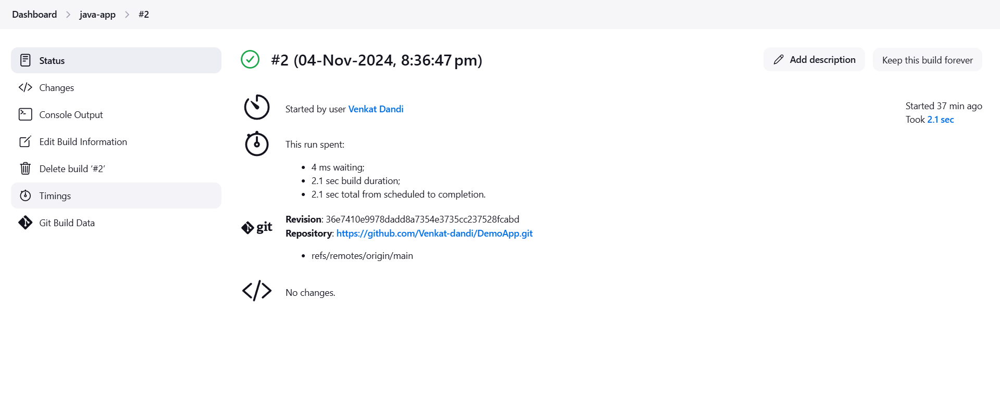 Dashboard > java-app > #2
Status
Changes
Console Output
Edit Build Information
Delete build ‘#2’
Timings
Git Build Data
#2 (04-Nov-2024, 8:36:47 pm)
Add description
Keep this build forever
Started by user Venkat Dandi
Started 37 min ago
Took 2.1 sec
This run spent:
• 4 ms waiting;
• 2.1 sec build duration;
• 2.1 sec total from scheduled to completion.
git
Revision: 36e7410e9978dadd8a7354e3735cc237528fcabd
Repository: https://github.com/Venkat-dandi/DemoApp.git
• refs/remotes/origin/main
No changes.